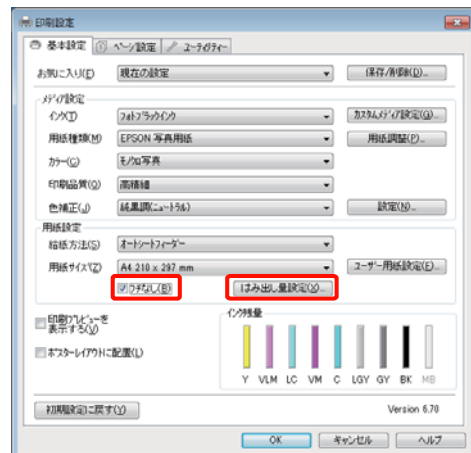 印刷設定
基本設定 ページ設定 ユーティリティー
お気に入り(F) 現在の設定 保存/削除(D)...
メディア設定
インク(T) フォトブラックインク カスタムメディア設定(G)...
用紙種類(M) EPSON 写真用紙 用紙調整(P)...
カラー(C) モノクロ写真
印刷品質(Q) 高精細
色補正(J) 純黒調(ニュートラル) 設定(N)...
用紙設定
給紙方法(S) オートシートフィーダー
用紙サイズ(Z) A4 210 x 297 mm ユーザー用紙設定(E)...
フチなし(B) はみ出し量設定(X)...
印刷プレビューを
表示する(V)
ポスターレイアウトに配置(L)
インク残量
Y VLM LC VM C LGY GY BK MB
初期設定に戻す(Y) Version 6.70
OK キャンセル ヘルプ